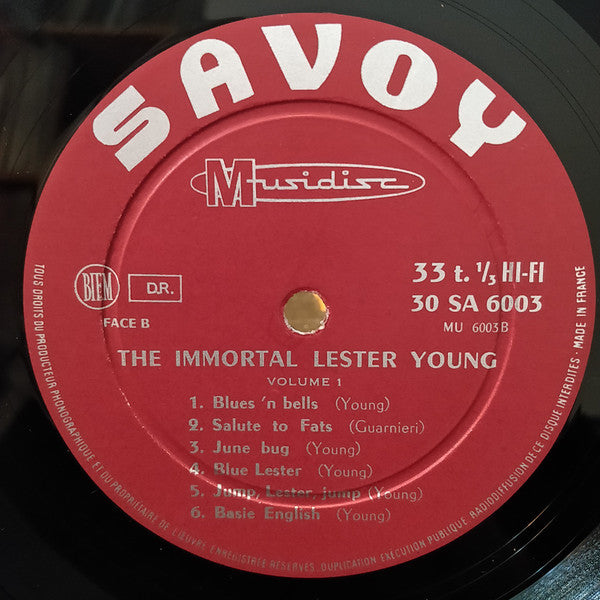 SAVOY
Musidisc
BIEM
D.R.
33 t. 1/3 HI-FI
30 SA 6003
FACE B
MU 6003 B
THE IMMORTAL LESTER YOUNG
VOLUME 1
1. Blues 'n bells (Young)
2. Salute to Fats (Guarnieri)
3. June bug (Young)
4. Blue Lester (Young)
5. Jump, Lester, jump (Young)
6. Basie English (Young)
TOUS DROITS DU PRODUCTEUR PHONOGRAPHIQUE ET DU PROPRIÉTAIRE DE L'ŒUVRE ENREGISTRÉE RÉSERVÉS. DUPLICATION EXÉCUTION PUBLIQUE RADIODIFFUSION DE CE DISQUE INTERDITES - MADE IN FRANCE